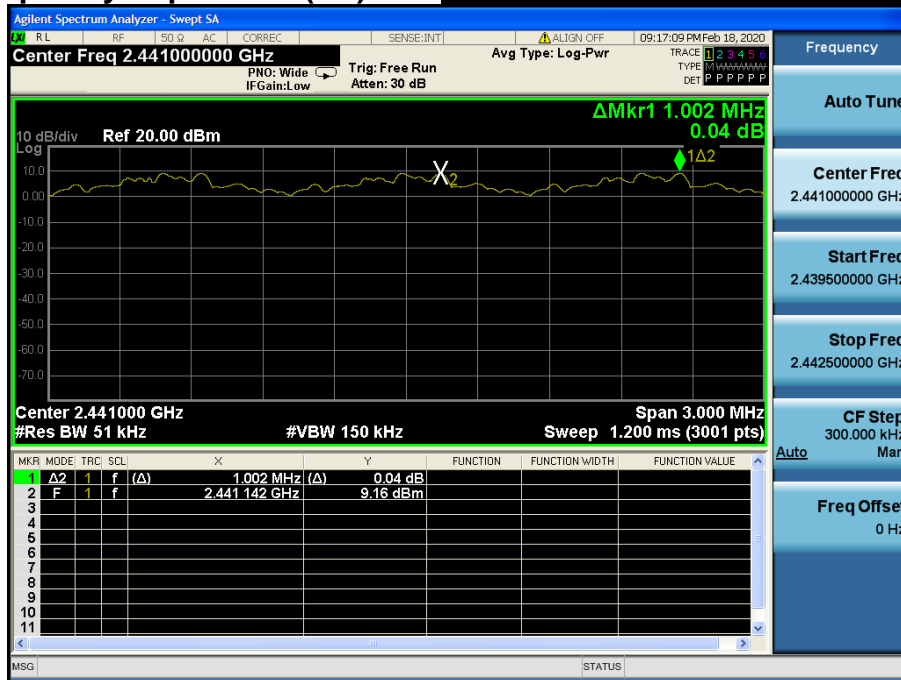 Agilent Spectrum Analyzer - Swept SA
LXI RL RF 50 Ω AC CORREC SENSE:INT ALIGN OFF 09:17:09 PM Feb 18, 2020
Center Freq 2.441000000 GHz
PNO: Wide
IFGain:Low
Trig: Free Run
Atten: 30 dB
Avg Type: Log-Pwr
TRACE 1 2 3 4 5 6
TYPE M WWWWW
DET P P P P P P
ΔMkr1 1.002 MHz
0.04 dB
10 dB/div Ref 20.00 dBm
Log
10.0
0.00
-10.0
-20.0
-30.0
-40.0
-50.0
-60.0
-70.0
X2
1Δ2
Center 2.441000 GHz Span 3.000 MHz
#Res BW 51 kHz #VBW 150 kHz Sweep 1.200 ms (3001 pts)
MKR MODE TRC SCL X Y FUNCTION FUNCTION WIDTH FUNCTION VALUE
1 Δ2 1 f (Δ) 1.002 MHz (Δ) 0.04 dB
2 F 1 f 2.441 142 GHz 9.16 dBm
3
4
5
6
7
8
9
10
11
MSG STATUS
Frequency
Auto Tune
Center Freq
2.441000000 GHz
Start Freq
2.439500000 GHz
Stop Freq
2.442500000 GHz
CF Step
300.000 kHz
Auto Man
Freq Offset
0 Hz